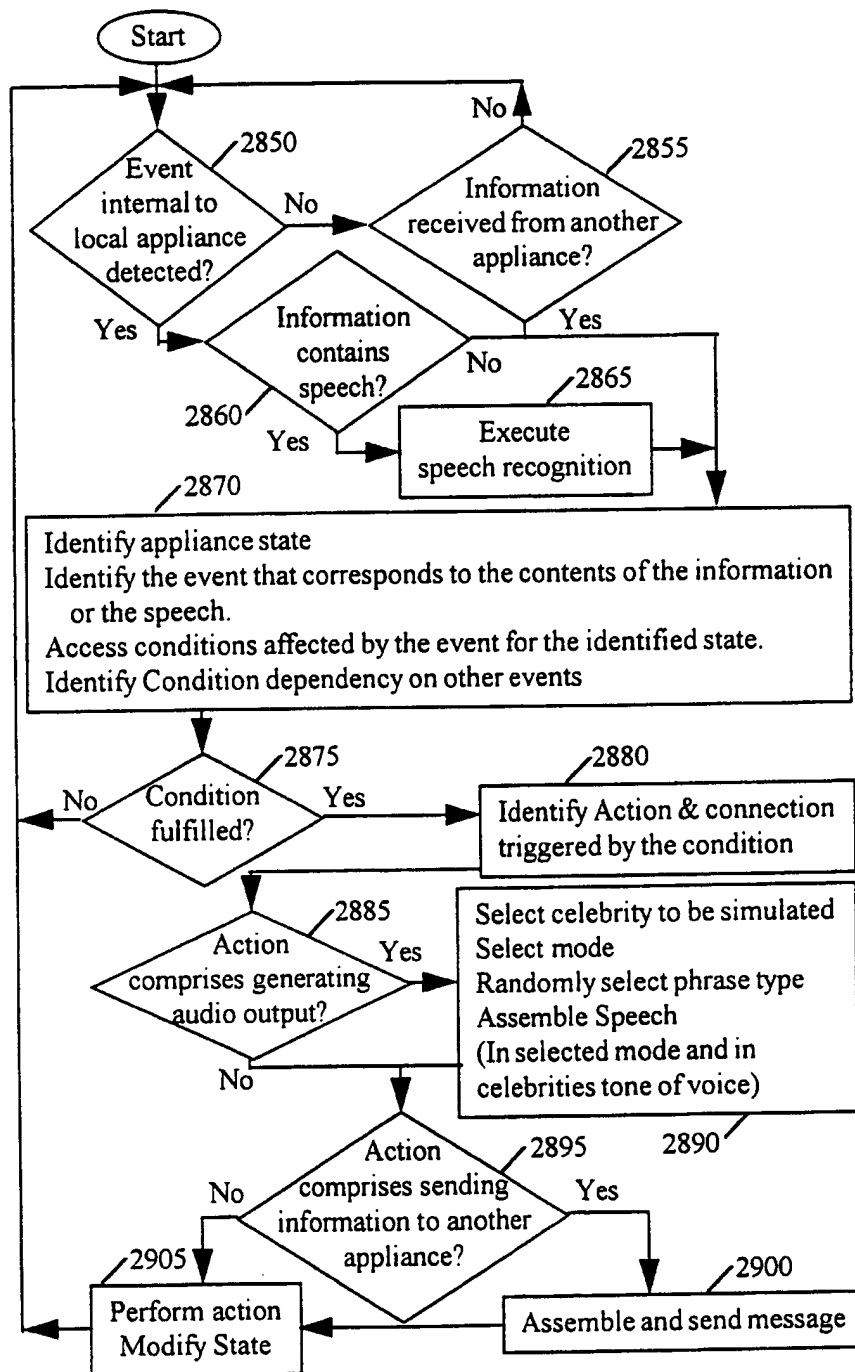 Start
No
2850
2855
Event
internal to
local appliance
detected?
No
Information
received from another
appliance?
Yes
Information
contains
speech?
No
Yes
2860
2865
Yes
Execute
speech recognition
2870
Identify appliance state
Identify the event that corresponds to the contents of the information
or the speech.
Access conditions affected by the event for the identified state.
Identify Condition dependency on other events
2875
2880
No
Condition
fulfilled?
Yes
Identify Action & connection
triggered by the condition
2885
Action
comprises generating
audio output?
Yes
No
Select celebrity to be simulated
Select mode
Randomly select phrase type
Assemble Speech
(In selected mode and in
celebrities tone of voice)
2890
2895
Action
comprises sending
information to another
appliance?
No
Yes
2905
2900
Perform action
Modify State
Assemble and send message